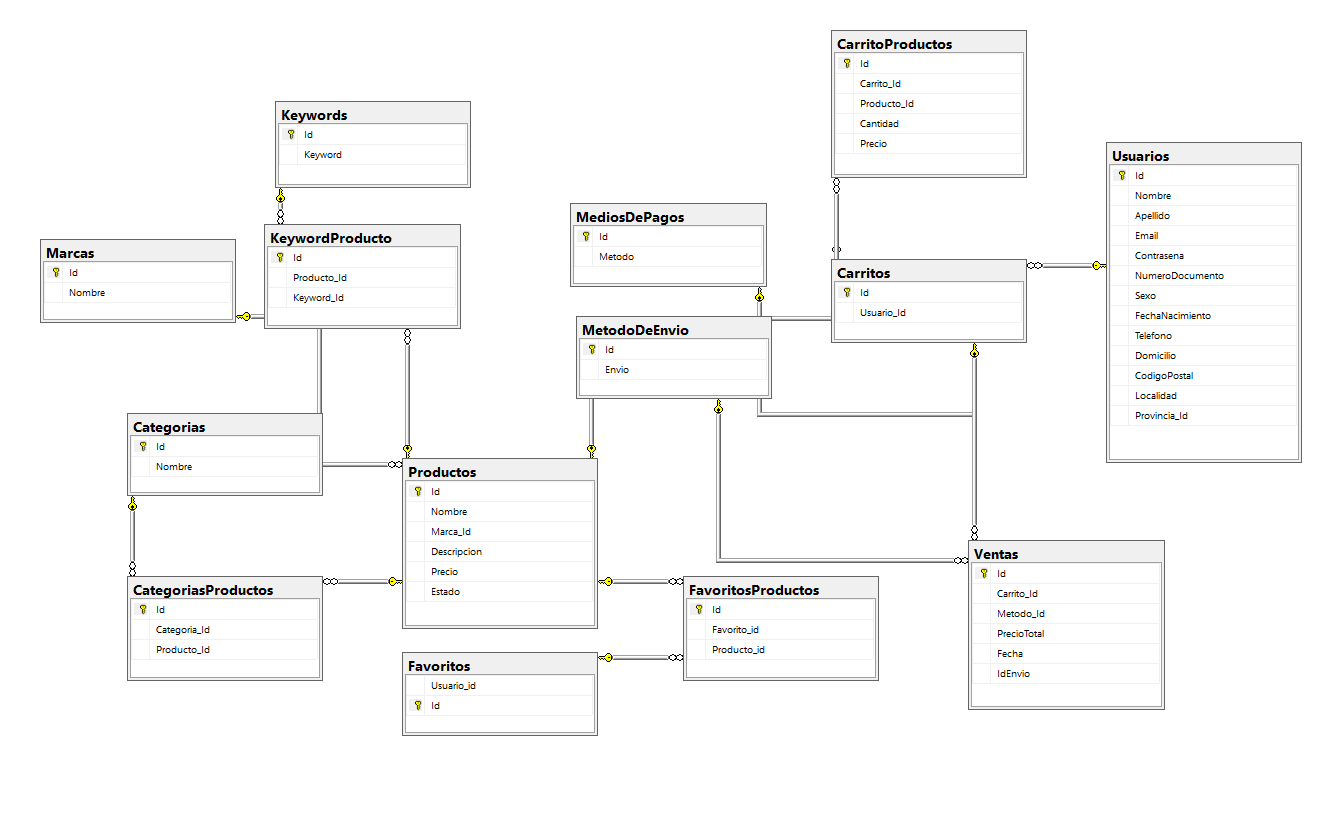 CarritoProductos
Id
Carrito_Id
Producto_Id
Cantidad
Precio
Keywords
Id
Keyword
Usuarios
Id
Nombre
Apellido
Email
Contrasena
NumeroDocumento
Sexo
FechaNacimiento
Telefono
Domicilio
CodigoPostal
Localidad
Provincia_Id
MediosDePagos
Id
Metodo
KeywordProducto
Id
Producto_Id
Keyword_Id
Marcas
Id
Nombre
Carritos
Id
Usuario_Id
MetodoDeEnvio
Id
Envio
Categorias
Id
Nombre
Productos
Id
Nombre
Marca_Id
Descripcion
Precio
Estado
Ventas
Id
Carrito_Id
Metodo_Id
PrecioTotal
Fecha
IdEnvio
CategoriasProductos
Id
Categoria_Id
Producto_Id
FavoritosProductos
Id
Favorito_id
Producto_id
Favoritos
Usuario_id
Id